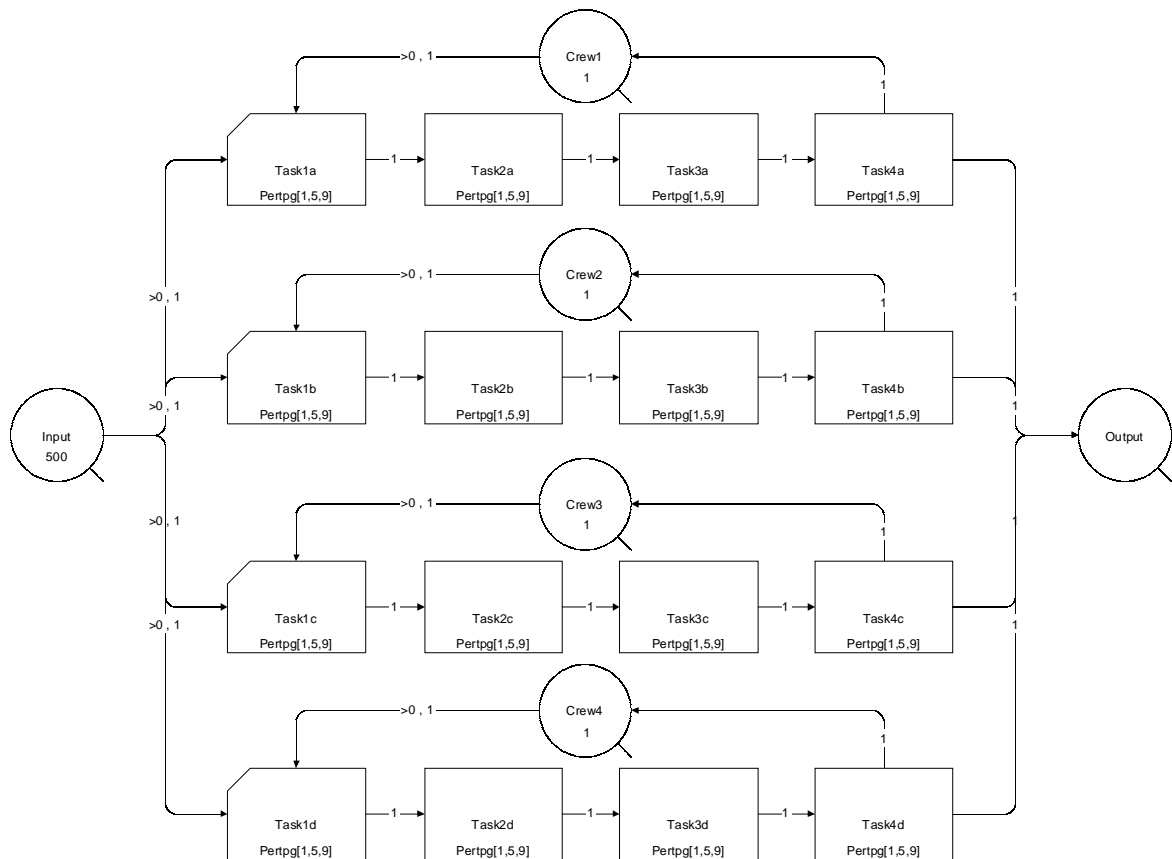 Crew1
1
>0 , 1
1
Task1a
Pertpg[1,5,9]
1
Task2a
Pertpg[1,5,9]
1
Task3a
Pertpg[1,5,9]
1
Task4a
Pertpg[1,5,9]
>0 , 1
1
Crew2
1
>0 , 1
1
Task1b
Pertpg[1,5,9]
1
Task2b
Pertpg[1,5,9]
1
Task3b
Pertpg[1,5,9]
1
Task4b
Pertpg[1,5,9]
>0 , 1
1
Input
500
Output
Crew3
1
>0 , 1
1
>0 , 1
1
Task1c
Pertpg[1,5,9]
1
Task2c
Pertpg[1,5,9]
1
Task3c
Pertpg[1,5,9]
1
Task4c
Pertpg[1,5,9]
>0 , 1
1
Crew4
1
>0 , 1
1
Task1d
Pertpg[1,5,9]
1
Task2d
Pertpg[1,5,9]
1
Task3d
Pertpg[1,5,9]
1
Task4d
Pertpg[1,5,9]